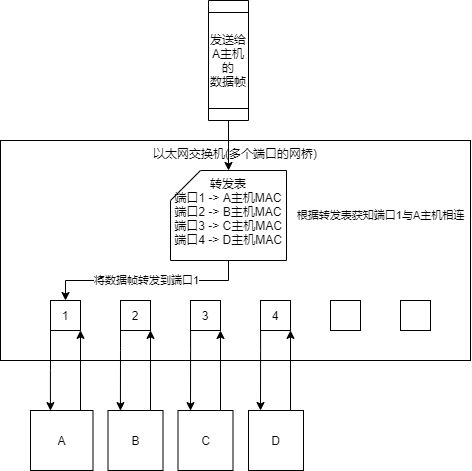 发送给
A主机
的
数据帧
以太网交换机(多个端口的网桥)
转发表
端口1 -> A主机MAC
端口2 -> B主机MAC
端口3 -> C主机MAC
端口4 -> D主机MAC
根据转发表获知端口1与A主机相连
将数据帧转发到端口1
1
2
3
4
A
B
C
D